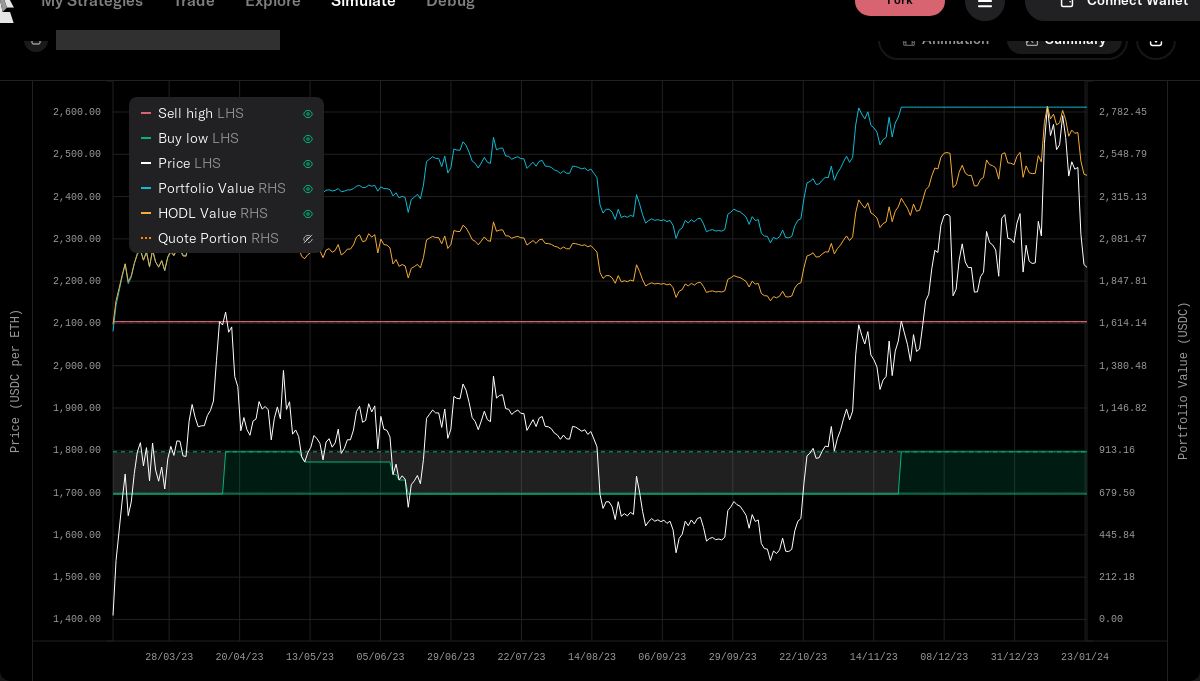 My Strategies Trade Explore Simulate Debug Fork Connect Wallet
Animation Summary
Sell high LHS
Buy low LHS
Price LHS
Portfolio Value RHS
HODL Value RHS
Quote Portion RHS
Price (USDC per ETH)
2,600.00
2,500.00
2,400.00
2,300.00
2,200.00
2,100.00
2,000.00
1,900.00
1,800.00
1,700.00
1,600.00
1,500.00
1,400.00
2,782.45
2,548.79
2,315.13
2,081.47
1,847.81
1,614.14
1,380.48
1,146.82
913.16
679.50
445.84
212.18
0.00
Portfolio Value (USDC)
28/03/23 20/04/23 13/05/23 05/06/23 29/06/23 22/07/23 14/08/23 06/09/23 29/09/23 22/10/23 14/11/23 08/12/23 31/12/23 23/01/24